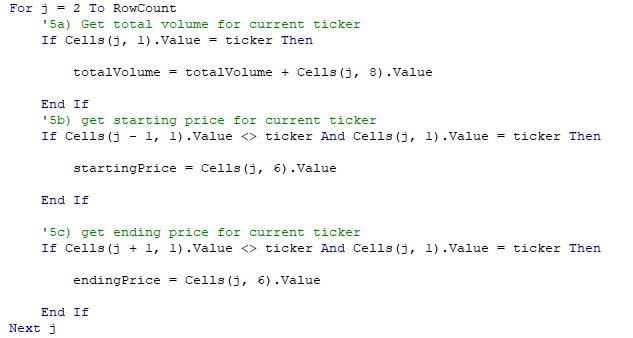 For j = 2 To RowCount
'5a) Get total volume for current ticker
If Cells(j, 1).Value = ticker Then
totalVolume = totalVolume + Cells(j, 8).Value
End If
'5b) get starting price for current ticker
If Cells(j - 1, 1).Value <> ticker And Cells(j, 1).Value = ticker Then
startingPrice = Cells(j, 6).Value
End If
'5c) get ending price for current ticker
If Cells(j + 1, 1).Value <> ticker And Cells(j, 1).Value = ticker Then
endingPrice = Cells(j, 6).Value
End If
Next j